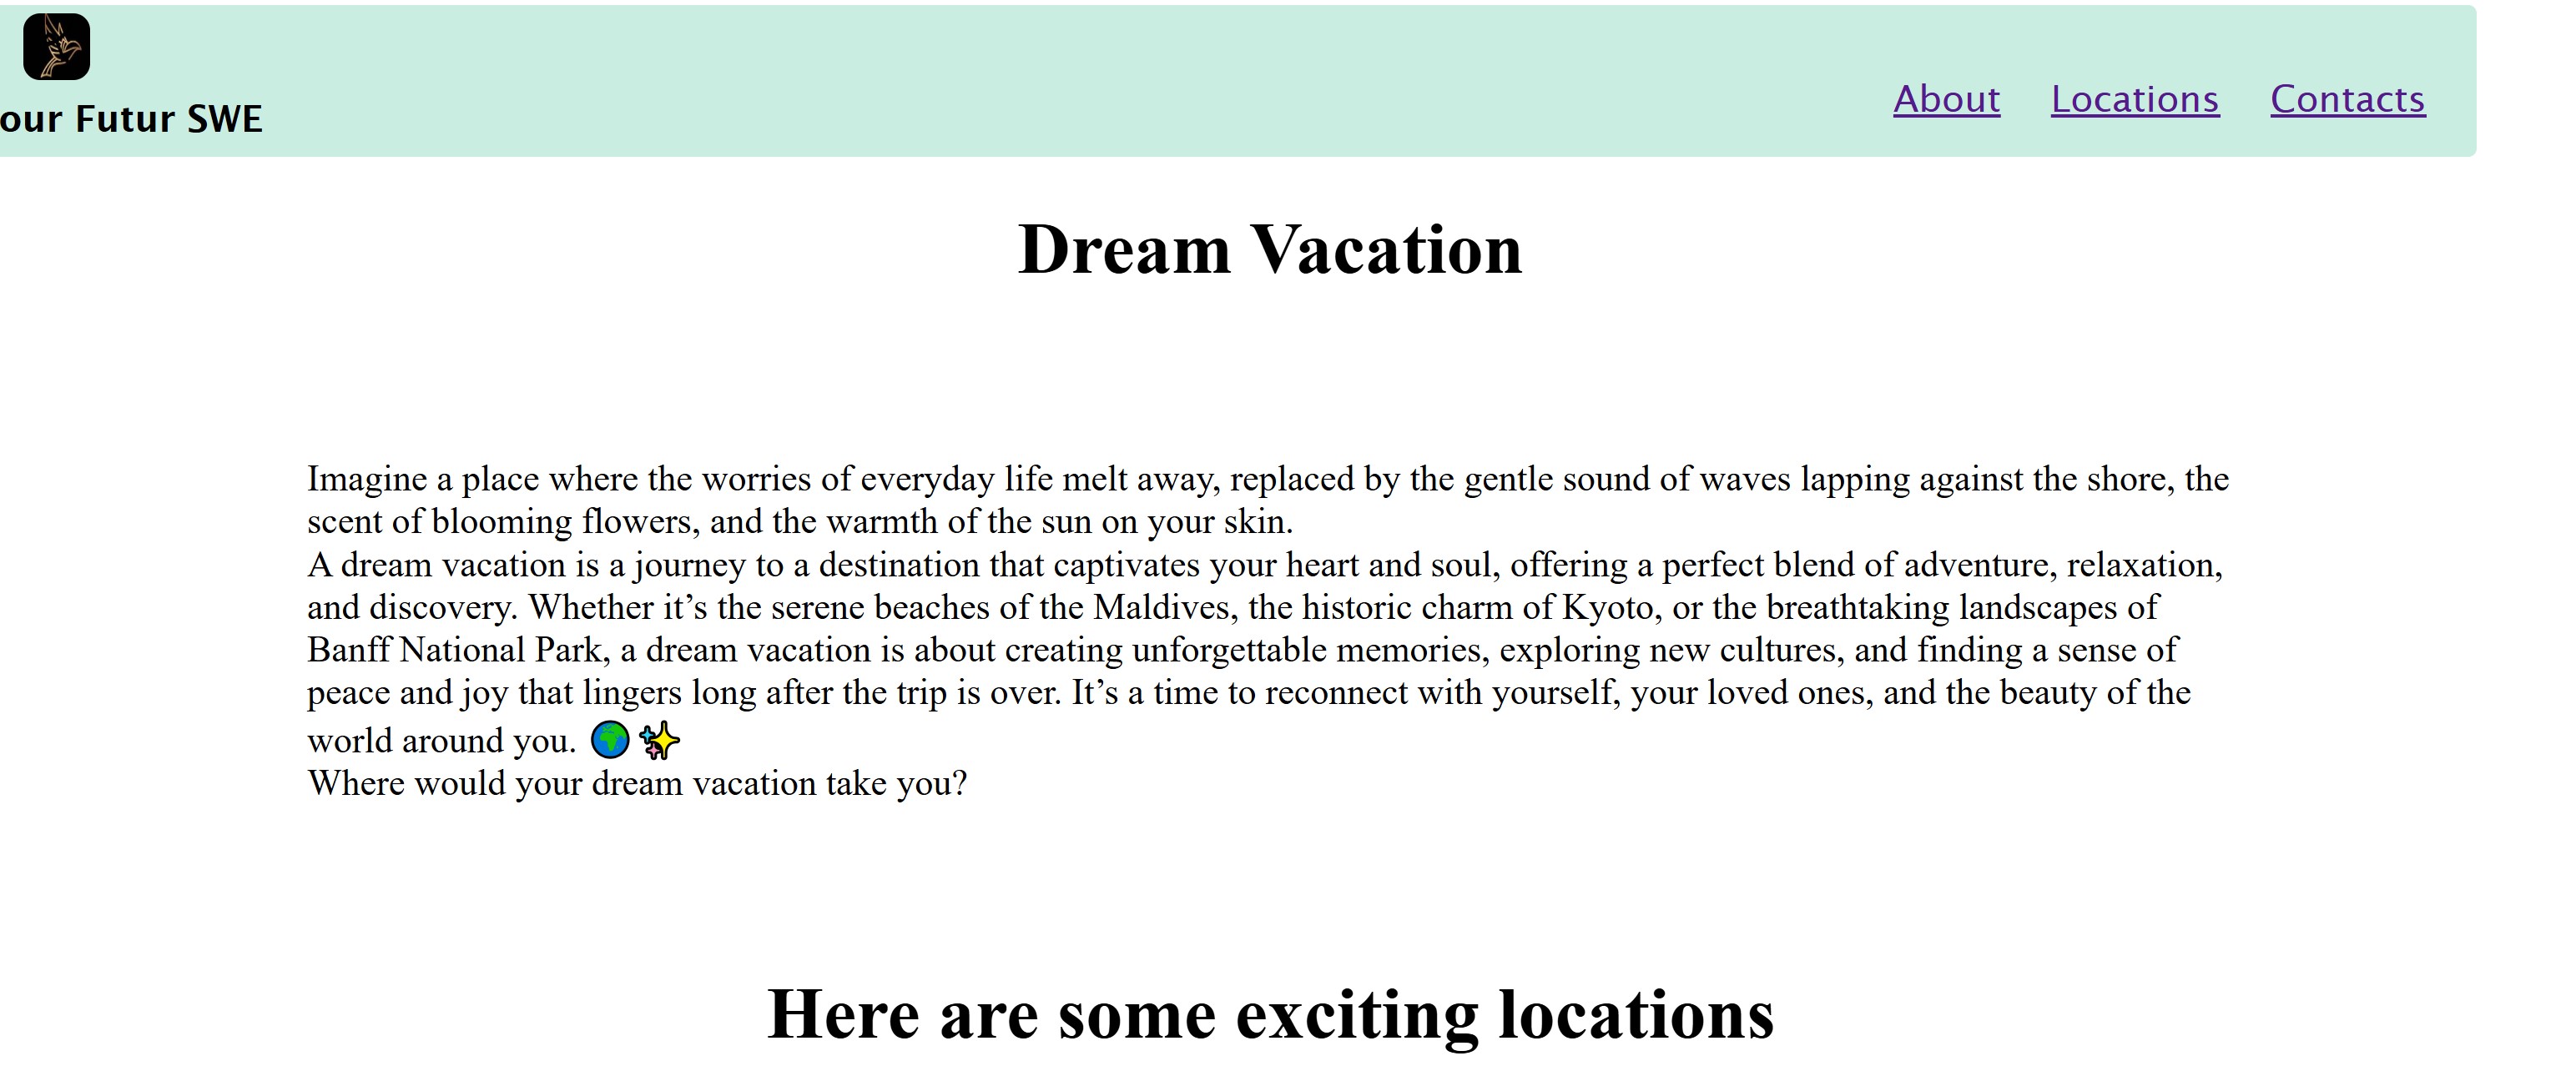 our Futur SWE
About Locations Contacts
Dream Vacation
Imagine a place where the worries of everyday life melt away, replaced by the gentle sound of waves lapping against the shore, the
scent of blooming flowers, and the warmth of the sun on your skin.
A dream vacation is a journey to a destination that captivates your heart and soul, offering a perfect blend of adventure, relaxation,
and discovery. Whether it’s the serene beaches of the Maldives, the historic charm of Kyoto, or the breathtaking landscapes of
Banff National Park, a dream vacation is about creating unforgettable memories, exploring new cultures, and finding a sense of
peace and joy that lingers long after the trip is over. It’s a time to reconnect with yourself, your loved ones, and the beauty of the
world around you. 🌍✨
Where would your dream vacation take you?
Here are some exciting locations